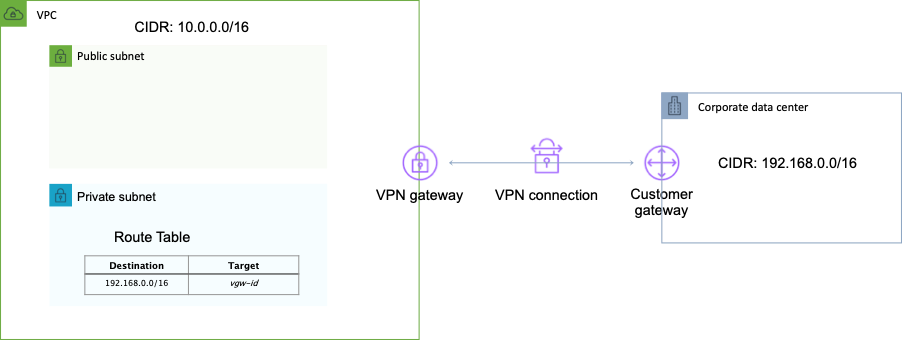 VPC
CIDR: 10.0.0.0/16
Public subnet
Private subnet
Route Table
Destination Target
192.168.0.0/16 vgw-id
VPN gateway
VPN connection
Customer
gateway
Corporate data center
CIDR: 192.168.0.0/16